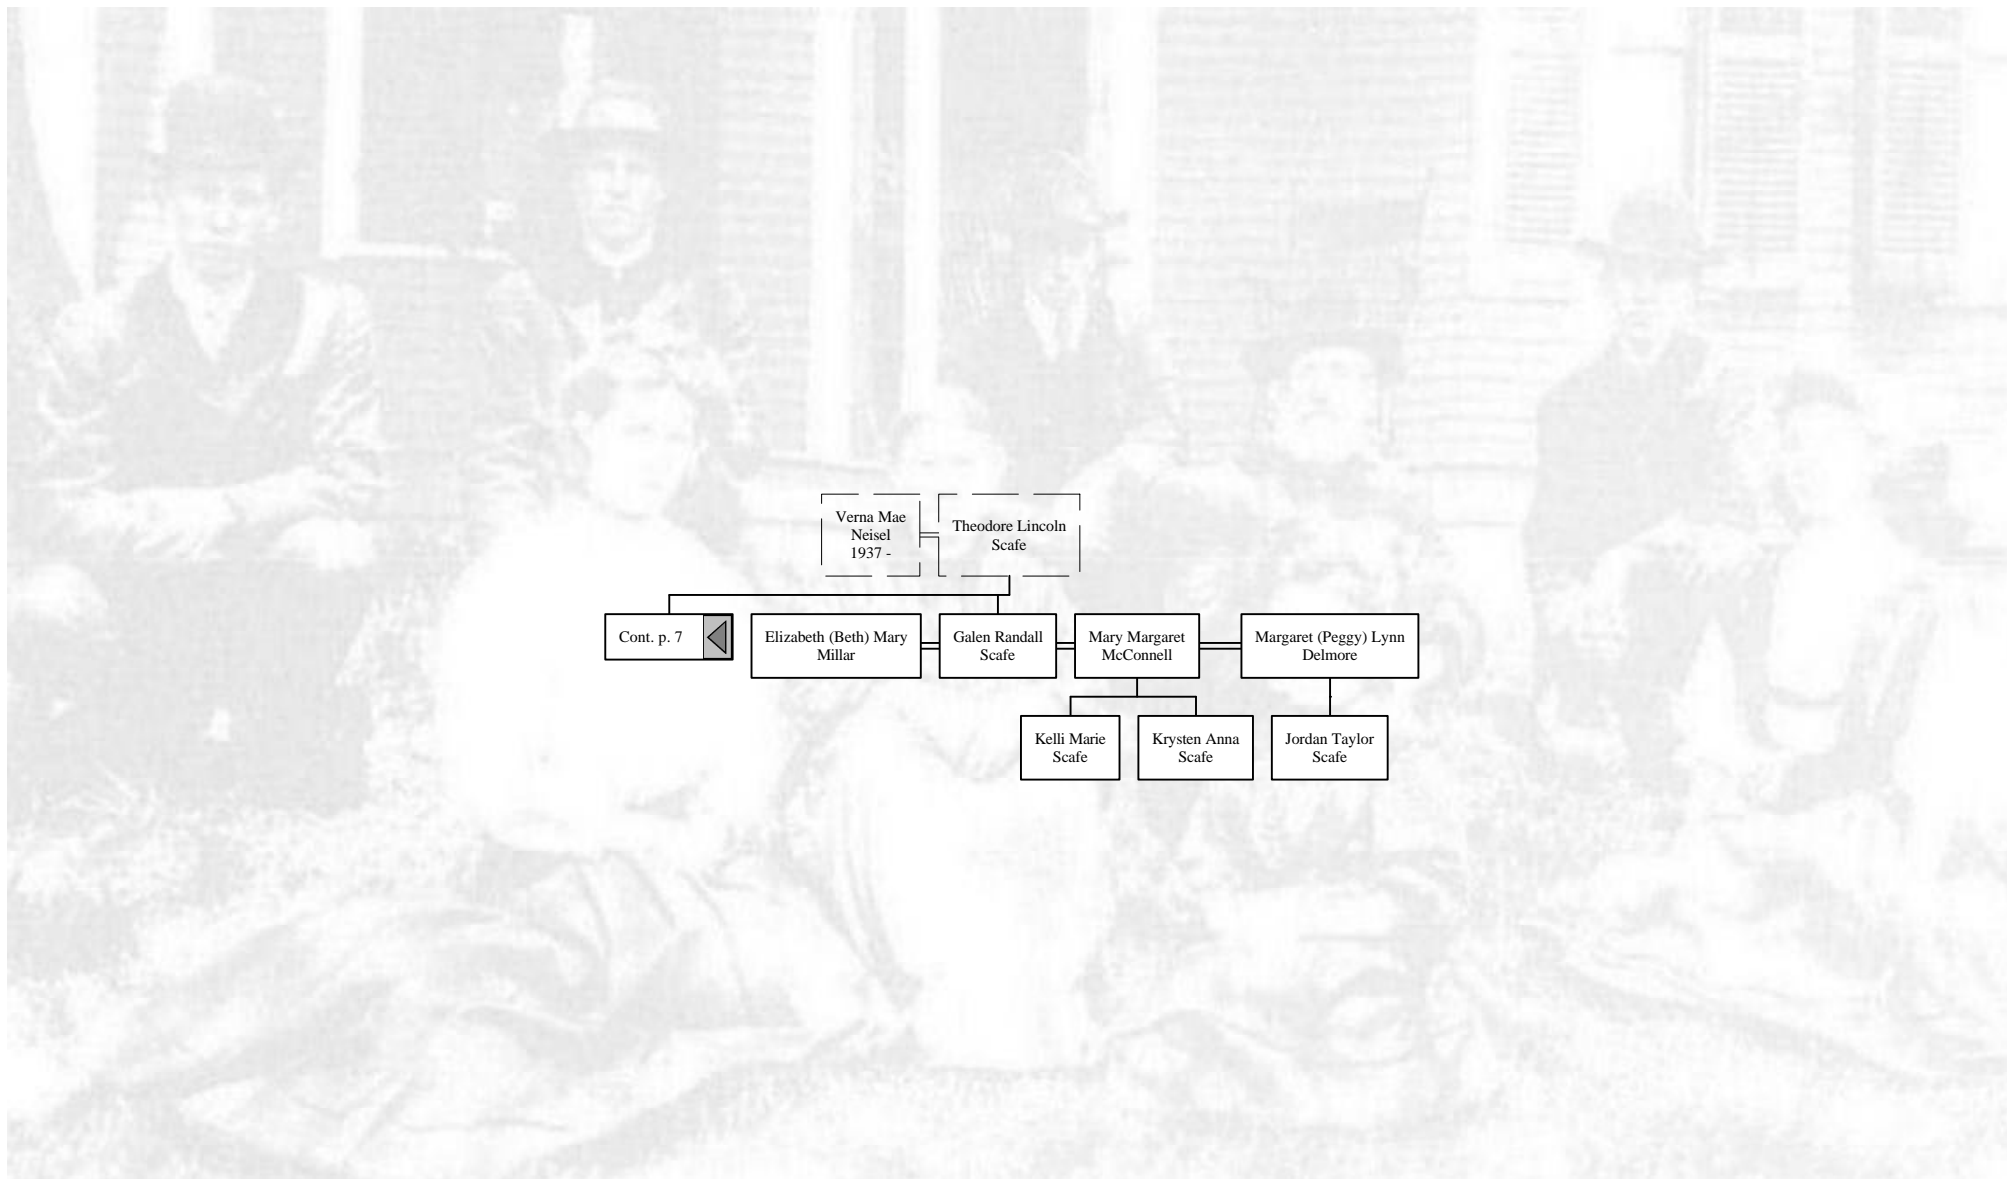 Verna Mae
Neisel
1937 -
Theodore Lincoln
Scafe
Cont. p. 7
Elizabeth (Beth) Mary
Millar
Galen Randall
Scafe
Mary Margaret
McConnell
Margaret (Peggy) Lynn
Delmore
Kelli Marie
Scafe
Krysten Anna
Scafe
Jordan Taylor
Scafe